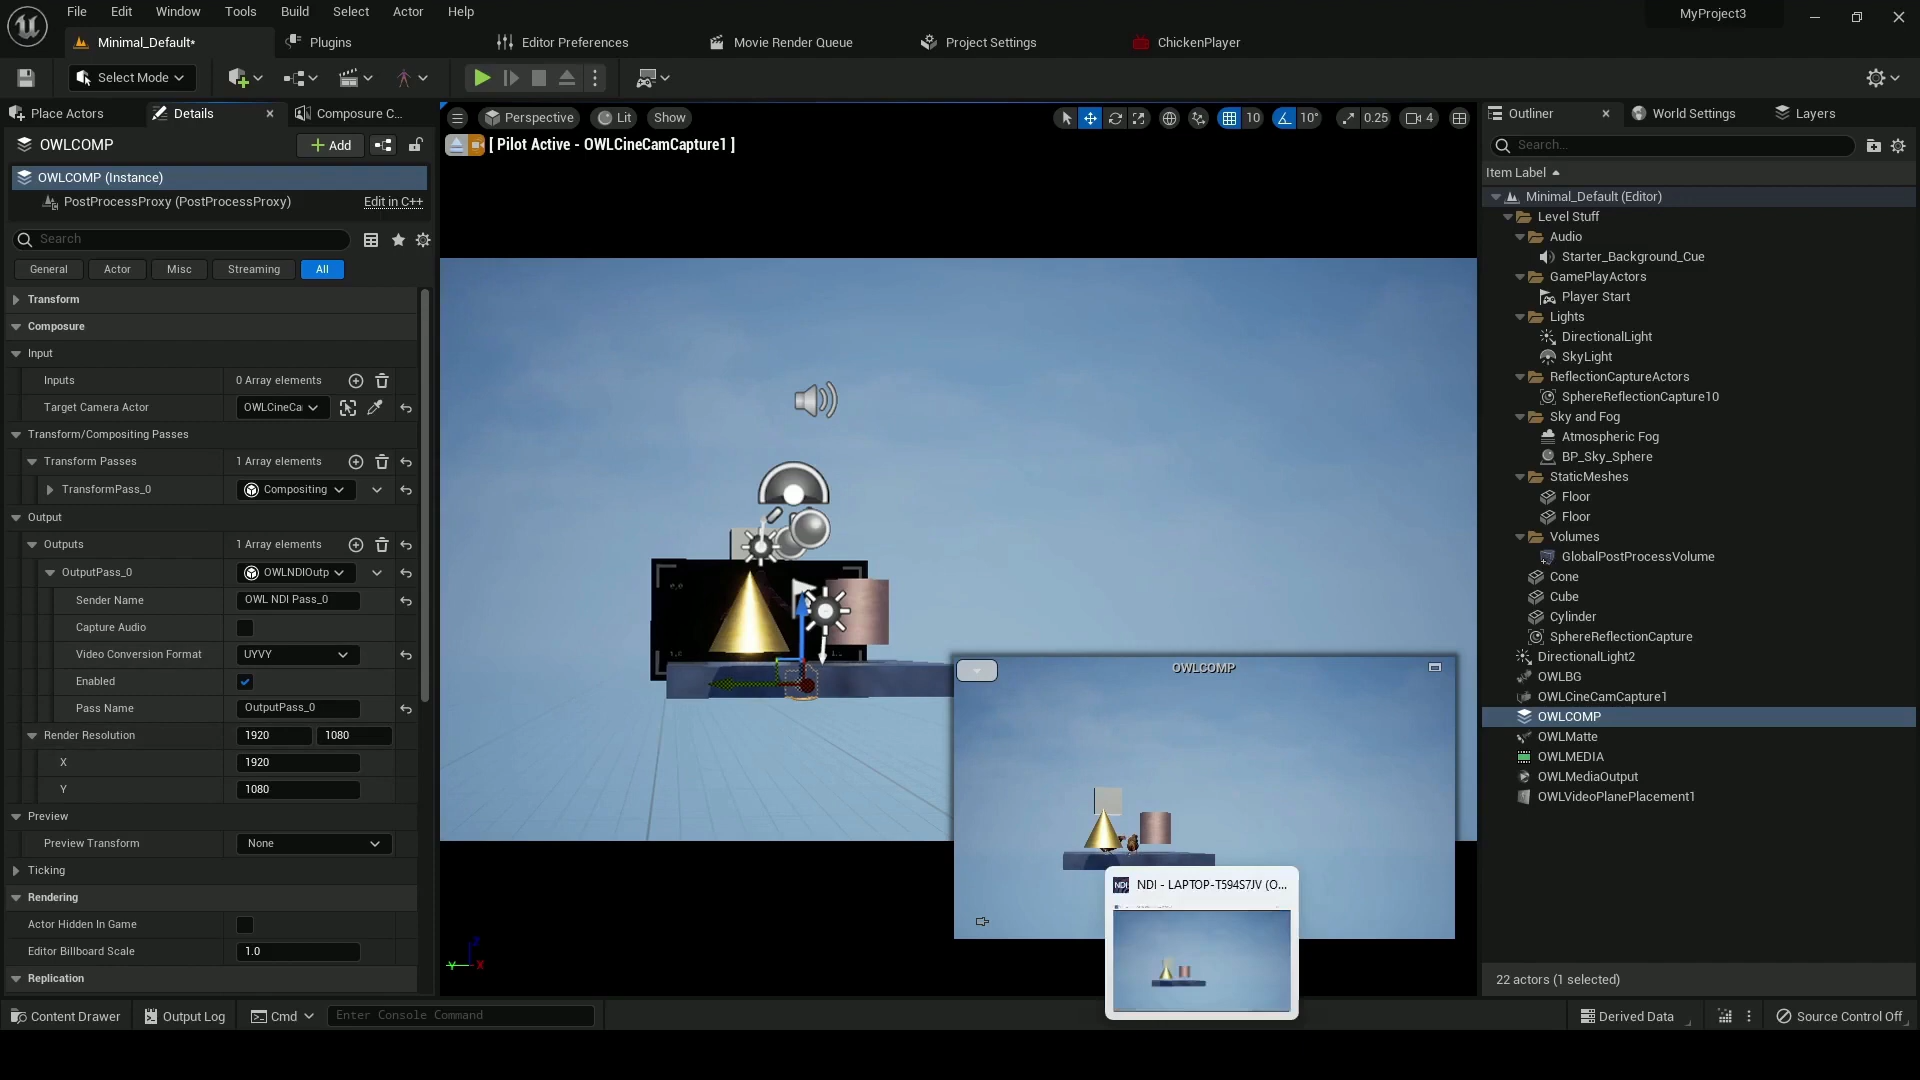 File Edit Window Tools Build Select Actor Help
MyProject3
Minimal_Default* Plugins Editor Preferences Movie Render Queue Project Settings ChickenPlayer
Select Mode
Place Actors Details Composure C...
Perspective Lit Show
10 10° 0.25 4
Outliner World Settings Layers
OWLCOMP
Add
[ Pilot Active - OWLCineCamCapture1 ]
Search...
Item Label
OWLCOMP (Instance)
PostProcessProxy (PostProcessProxy) Edit in C++
Search
General Actor Misc Streaming All
Transform
Composure
Input
Inputs 0 Array elements
Target Camera Actor OWLCineCa
Transform/Compositing Passes
Transform Passes 1 Array elements
TransformPass_0 Compositing
Output
Outputs 1 Array elements
OutputPass_0 OWLNDIOutp
Sender Name OWL NDI Pass_0
Capture Audio
Video Conversion Format UYVY
Enabled
Pass Name OutputPass_0
Render Resolution 1920 1080
X 1920
Y 1080
Preview
Preview Transform None
Ticking
Rendering
Actor Hidden In Game
Editor Billboard Scale 1.0
Replication
OWLCOMP
NDI - LAPTOP-T594S7JV (O...
Y X
Minimal_Default (Editor)
Level Stuff
Audio
Starter_Background_Cue
GamePlayActors
Player Start
Lights
DirectionalLight
SkyLight
ReflectionCaptureActors
SphereReflectionCapture10
Sky and Fog
Atmospheric Fog
BP_Sky_Sphere
StaticMeshes
Floor
Floor
Volumes
GlobalPostProcessVolume
Cone
Cube
Cylinder
SphereReflectionCapture
DirectionalLight2
OWLBG
OWLCineCamCapture1
OWLCOMP
OWLMatte
OWLMEDIA
OWLMediaOutput
OWLVideoPlanePlacement1
22 actors (1 selected)
Content Drawer Output Log Cmd Enter Console Command
Derived Data Source Control Off